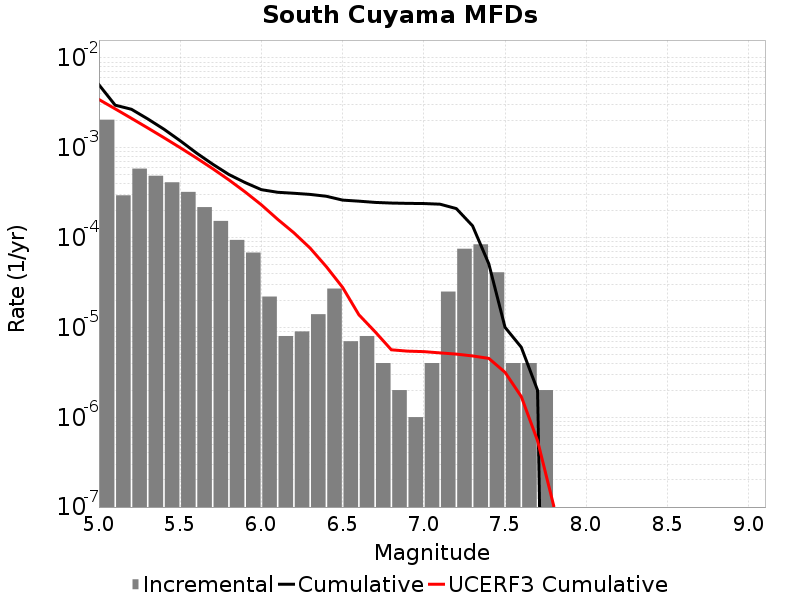 South Cuyama MFDs
Rate (1/yr)
10-2
10-3
10-4
10-5
10-6
10-7
5.0 5.5 6.0 6.5 7.0 7.5 8.0 8.5 9.0
Magnitude
Incremental Cumulative UCERF3 Cumulative